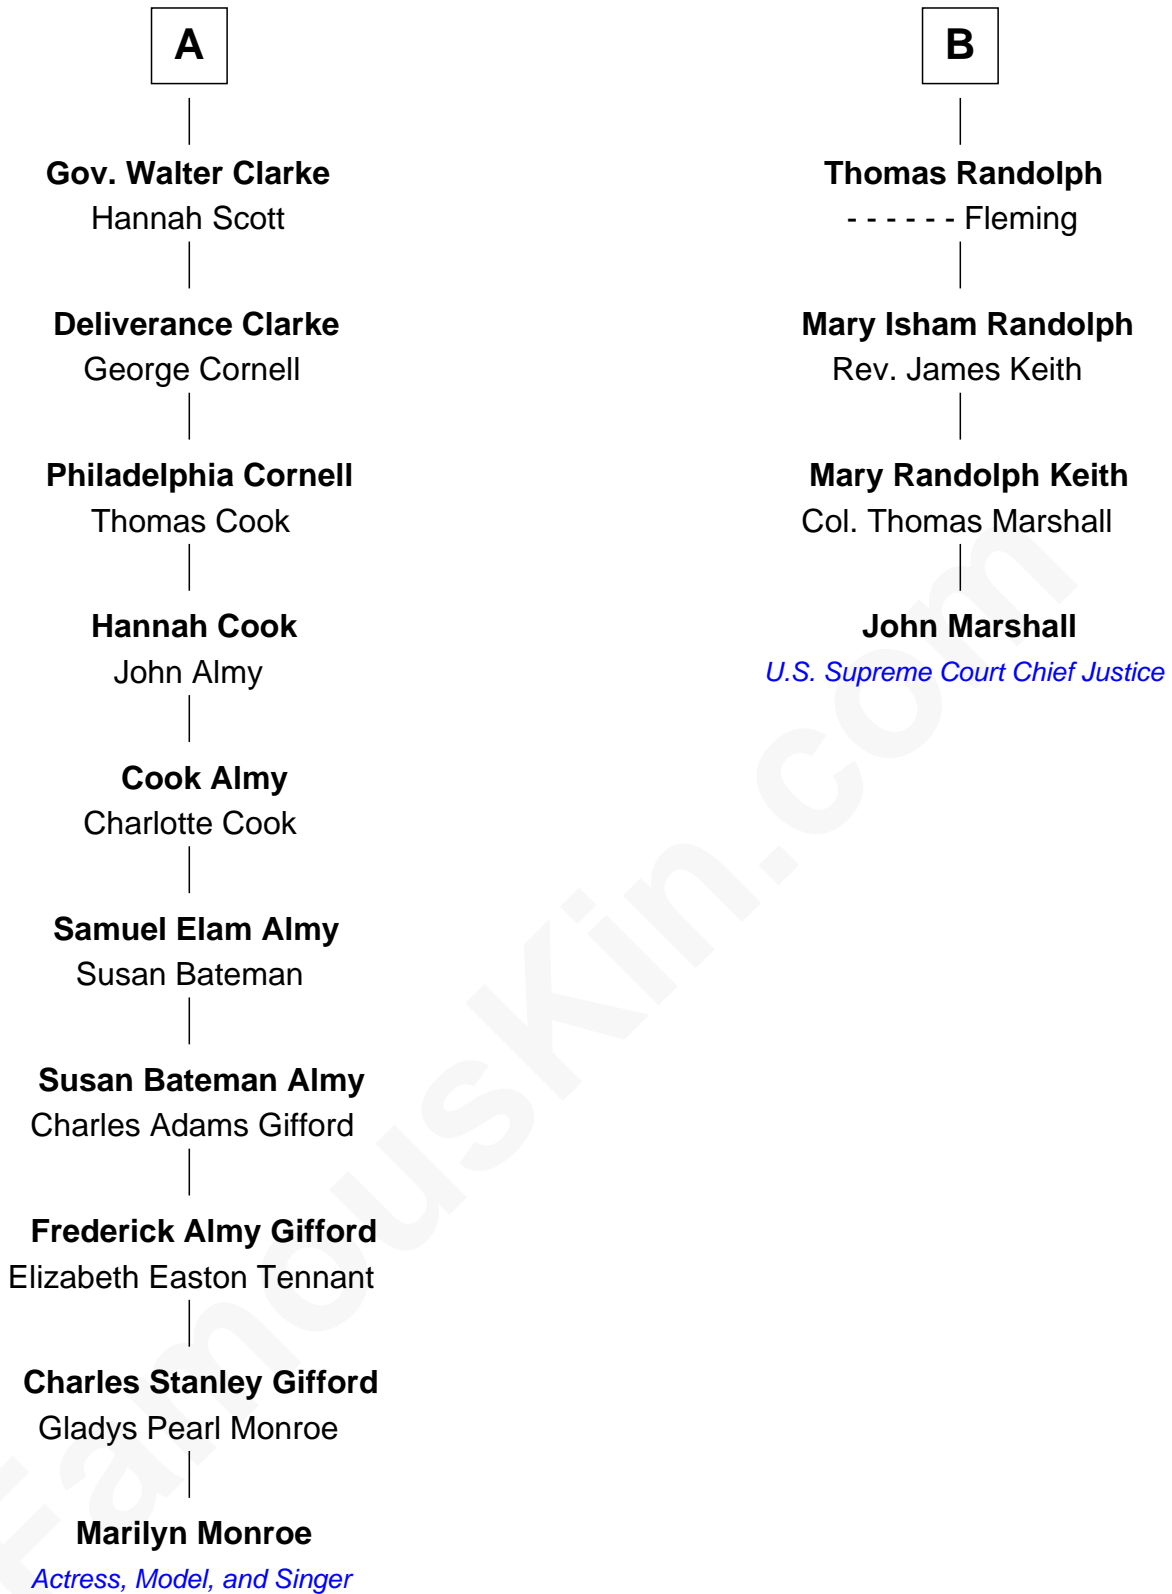 A
Gov. Walter Clarke
Hannah Scott
Deliverance Clarke
George Cornell
Philadelphia Cornell
Thomas Cook
Hannah Cook
John Almy
Cook Almy
Charlotte Cook
Samuel Elam Almy
Susan Bateman
Susan Bateman Almy
Charles Adams Gifford
Frederick Almy Gifford
Elizabeth Easton Tennant
Charles Stanley Gifford
Gladys Pearl Monroe
Marilyn Monroe
Actress, Model, and Singer
B
Thomas Randolph
- - - - - - Fleming
Mary Isham Randolph
Rev. James Keith
Mary Randolph Keith
Col. Thomas Marshall
John Marshall
U.S. Supreme Court Chief Justice
FamousKin.com